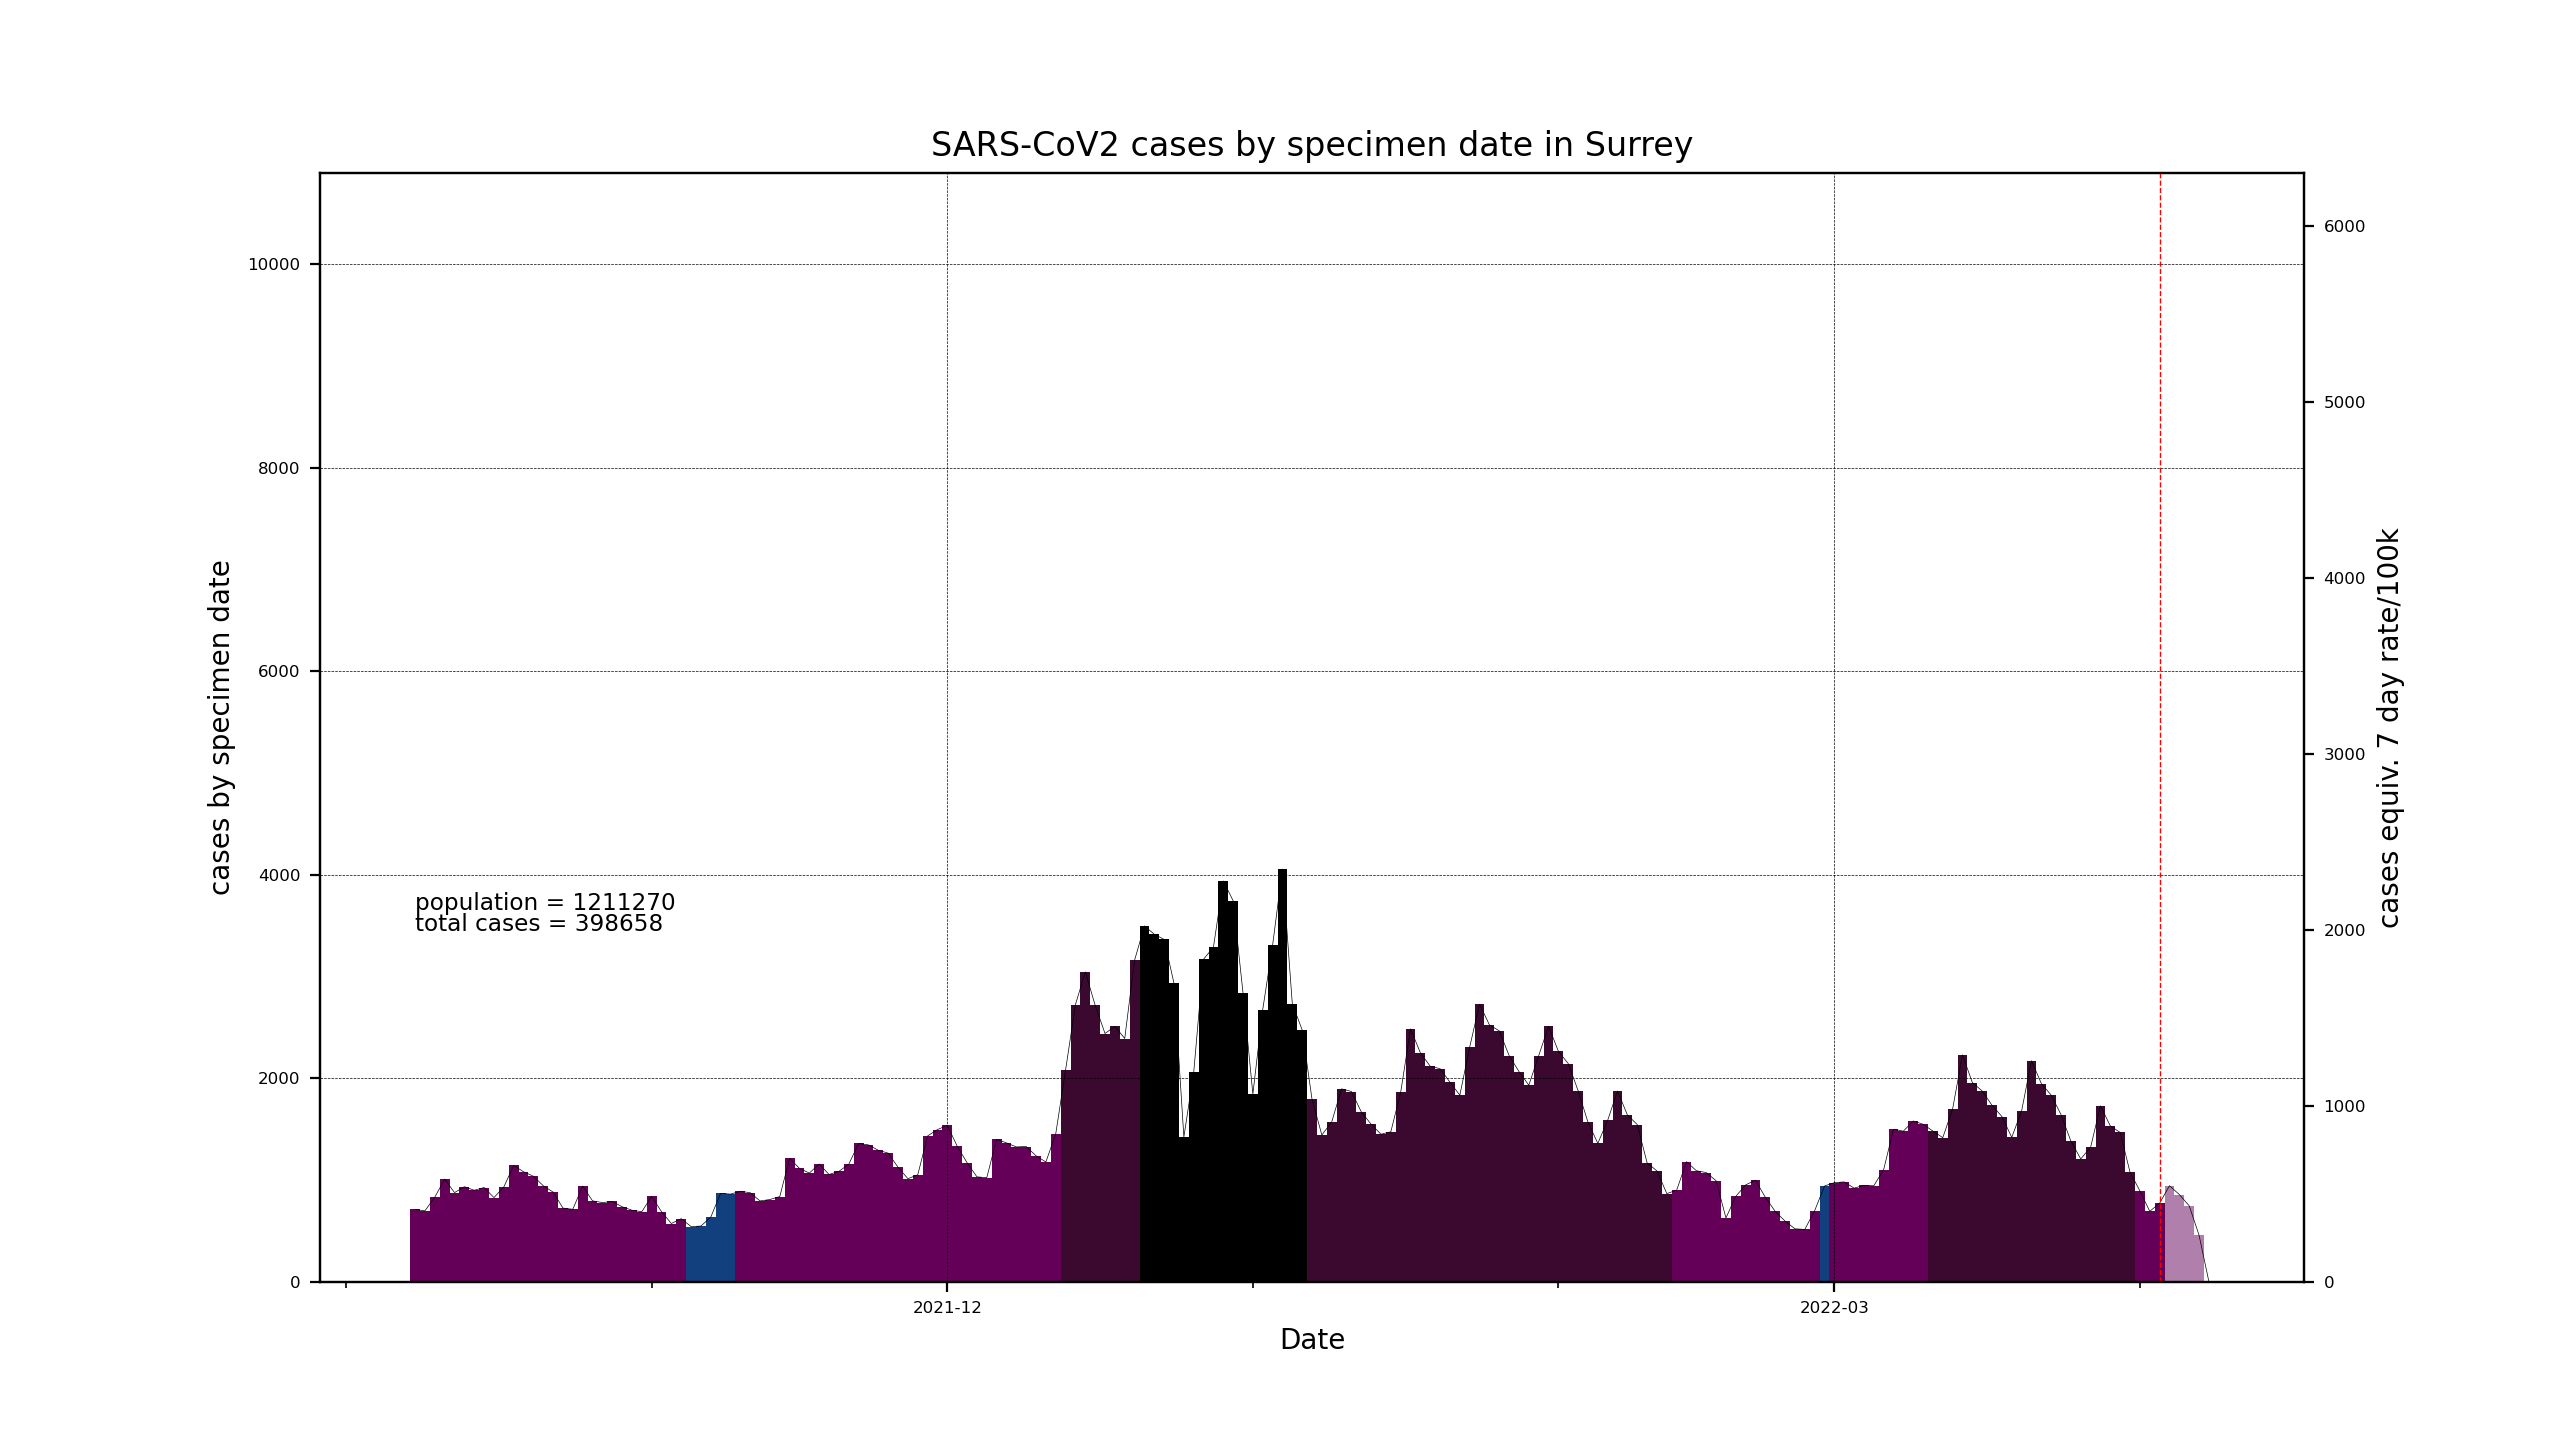 SARS-CoV2 cases by specimen date in Surrey
cases by specimen date
10000
8000
6000
4000
2000
0
population = 1211270
total cases = 398658
6000
5000
4000
3000
2000
1000
0
cases equiv. 7 day rate/100k
2021-12
2022-03
Date